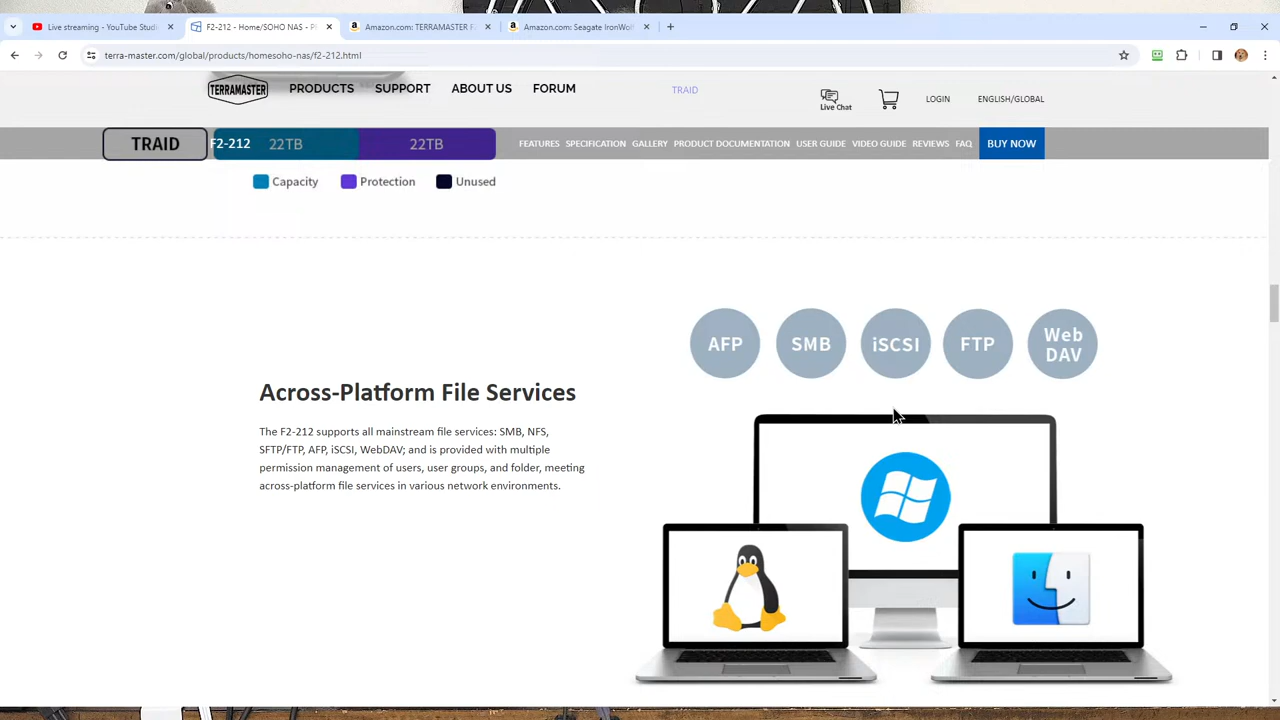 Live streaming - YouTube Studi
F2-212 - Home/SOHO NAS - P
Amazon.com: TERRAMASTER F
Amazon.com: Seagate IronWol
terra-master.com/global/products/homesoho-nas/f2-212.html
TERRAMASTER
PRODUCTS
SUPPORT
ABOUT US
FORUM
TRAID
Live Chat
LOGIN
ENGLISH/GLOBAL
TRAID
F2-212
22TB
22TB
FEATURES
SPECIFICATION
GALLERY
PRODUCT DOCUMENTATION
USER GUIDE
VIDEO GUIDE
REVIEWS
FAQ
BUY NOW
Capacity
Protection
Unused
AFP
SMB
iSCSI
FTP
Web
DAV
Across-Platform File Services
The F2-212 supports all mainstream file services: SMB, NFS,
SFTP/FTP, AFP, iSCSI, WebDAV; and is provided with multiple
permission management of users, user groups, and folder, meeting
across-platform file services in various network environments.